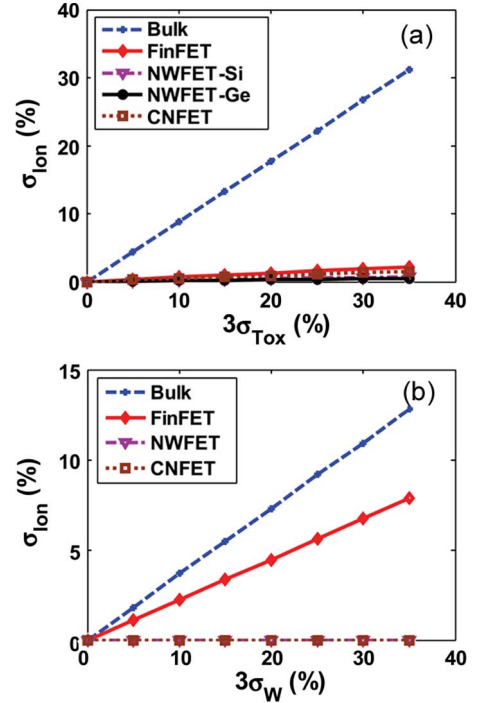 (a)
Bulk
FinFET
NWFET-Si
NWFET-Ge
CNFET
σIon (%)
40
30
20
10
0
0 10 20 30 40
3σTox (%)
(b)
Bulk
FinFET
NWFET
CNFET
σIon (%)
15
10
5
0
0 10 20 30 40
3σW (%)